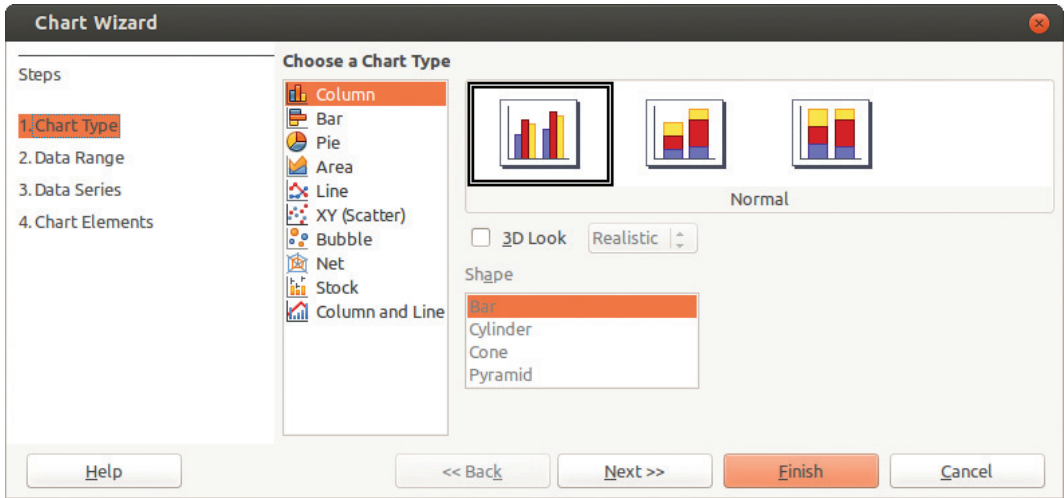 Chart Wizard
Steps
1. Chart Type
2. Data Range
3. Data Series
4. Chart Elements
Choose a Chart Type
Column
Bar
Pie
Area
Line
XY (Scatter)
Bubble
Net
Stock
Column and Line
Normal
3D Look Realistic
Shape
Bar
Cylinder
Cone
Pyramid
Help << Back Next >> Finish Cancel